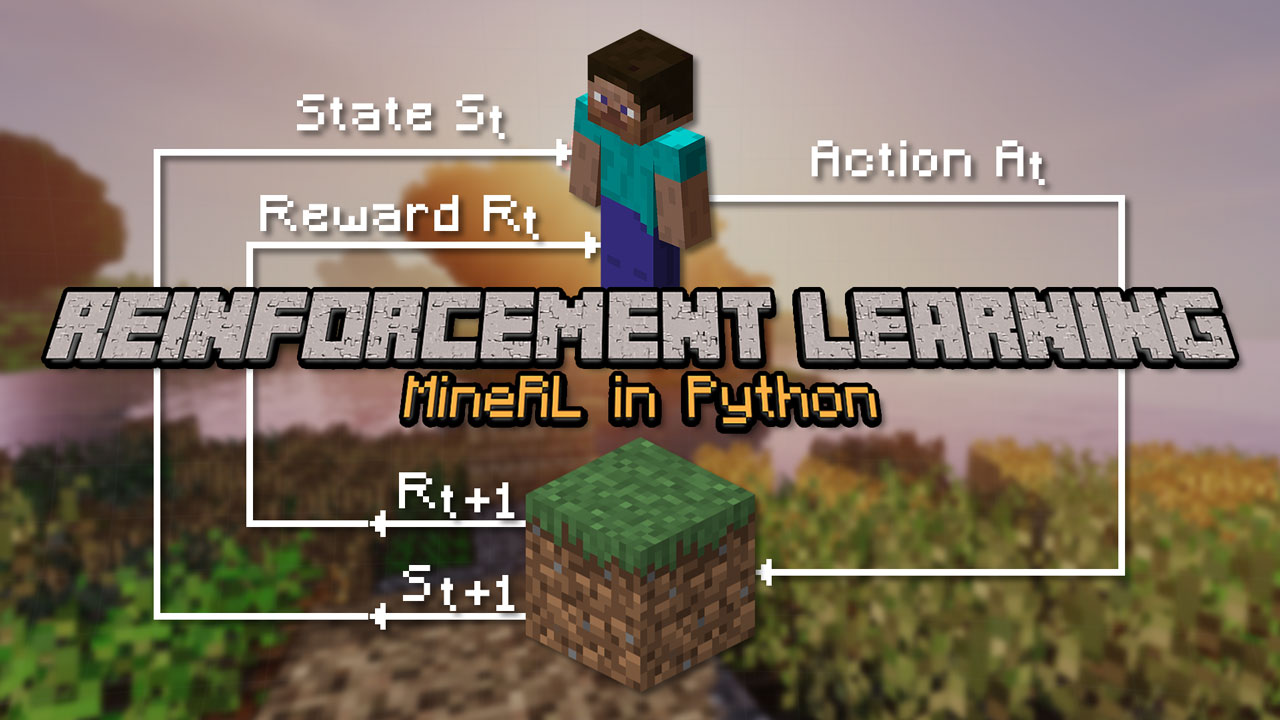 State St
Action At
Reward Rt
REINFORCEMENT LEARNING
MineRL in Python
Rt+1
St+1